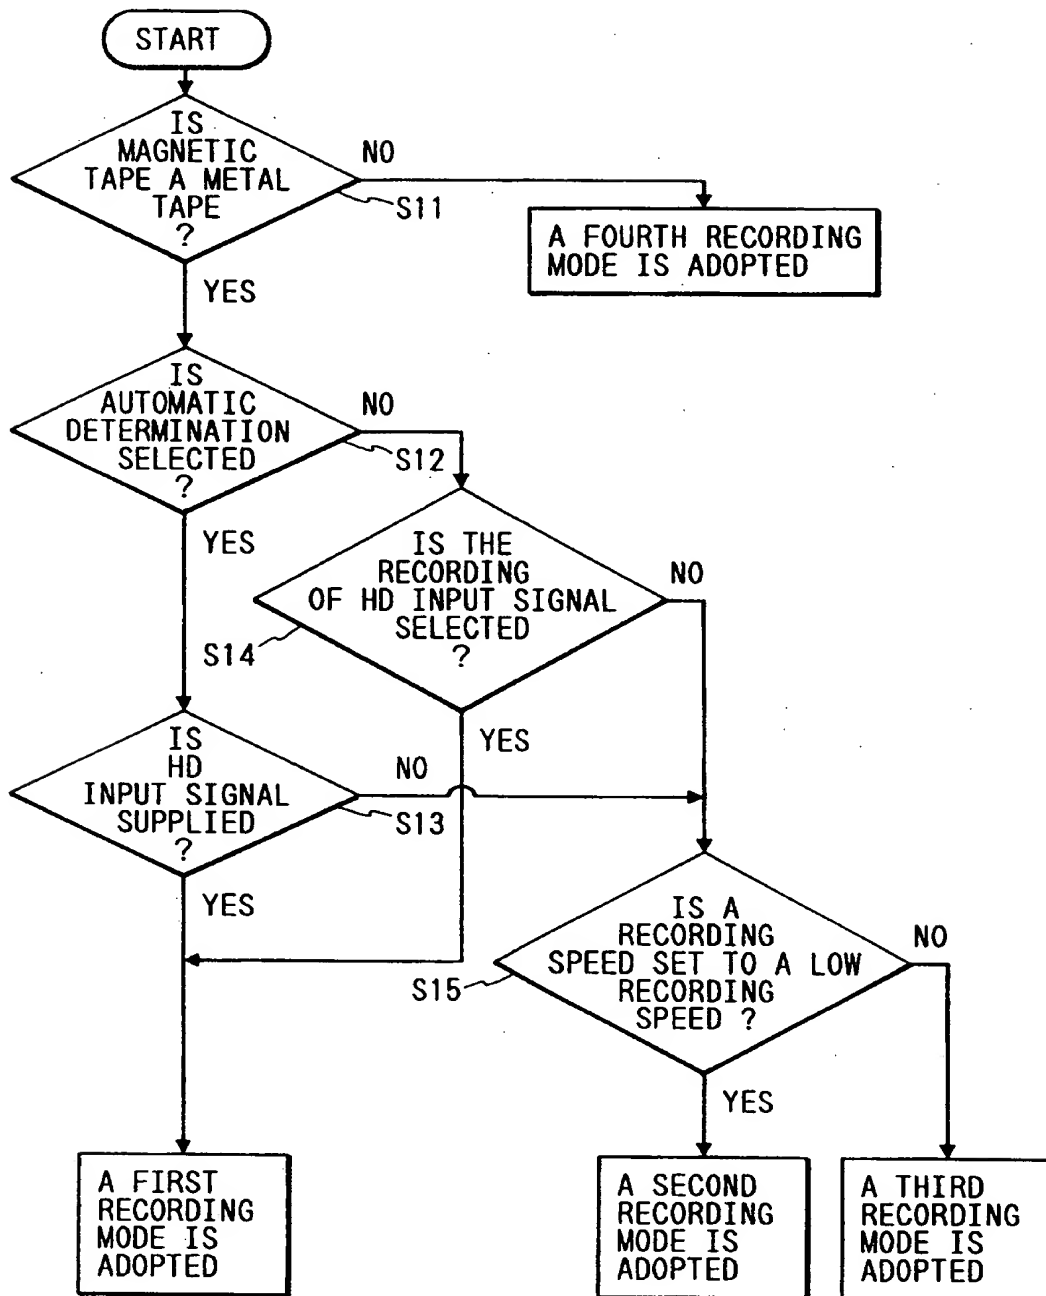 START
IS
MAGNETIC
TAPE A METAL
TAPE
?
NO
S11
A FOURTH RECORDING
MODE IS ADOPTED
YES
IS
AUTOMATIC
DETERMINATION
SELECTED
?
NO
S12
YES
IS THE
RECORDING
OF HD INPUT SIGNAL
SELECTED
?
NO
S14
YES
IS
HD
INPUT SIGNAL
SUPPLIED
?
NO
S13
YES
IS A
RECORDING
SPEED SET TO A LOW
RECORDING
SPEED ?
NO
S15
YES
A FIRST
RECORDING
MODE IS
ADOPTED
A SECOND
RECORDING
MODE IS
ADOPTED
A THIRD
RECORDING
MODE IS
ADOPTED